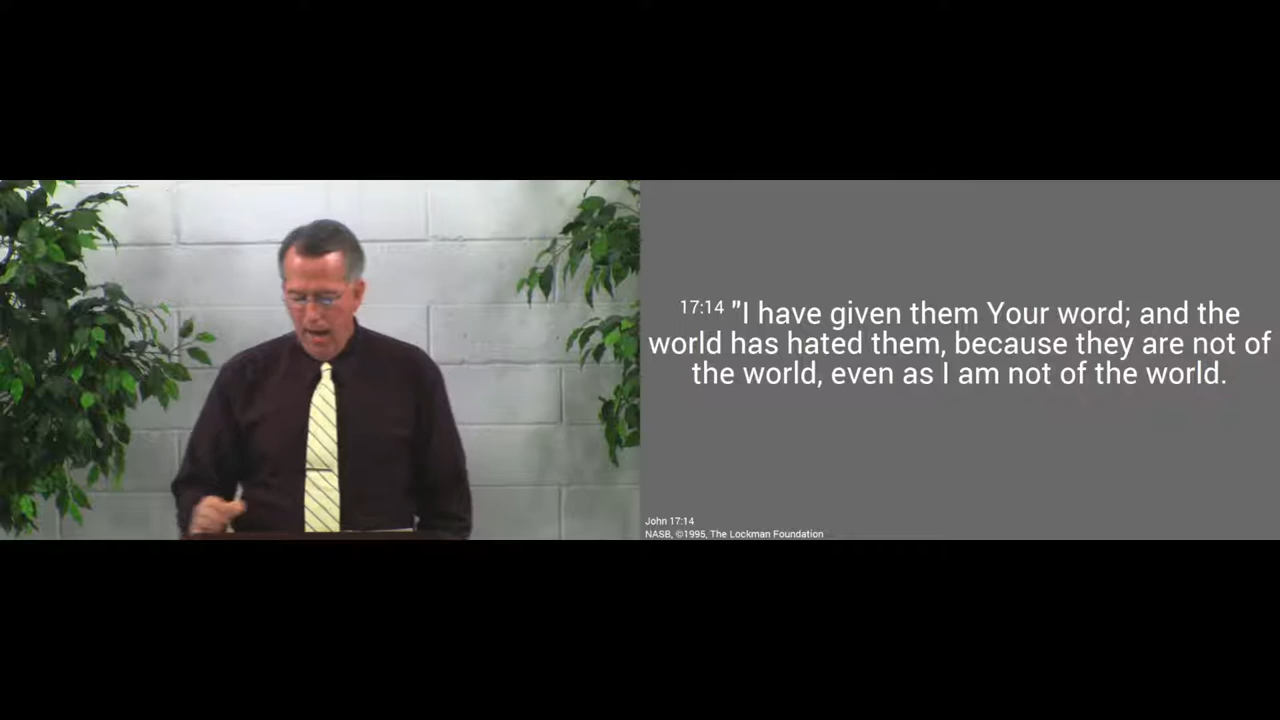 17:14 "I have given them Your word; and the
world has hated them, because they are not of
the world, even as I am not of the world.
John 17:14
NASB, ©1995, The Lockman Foundation